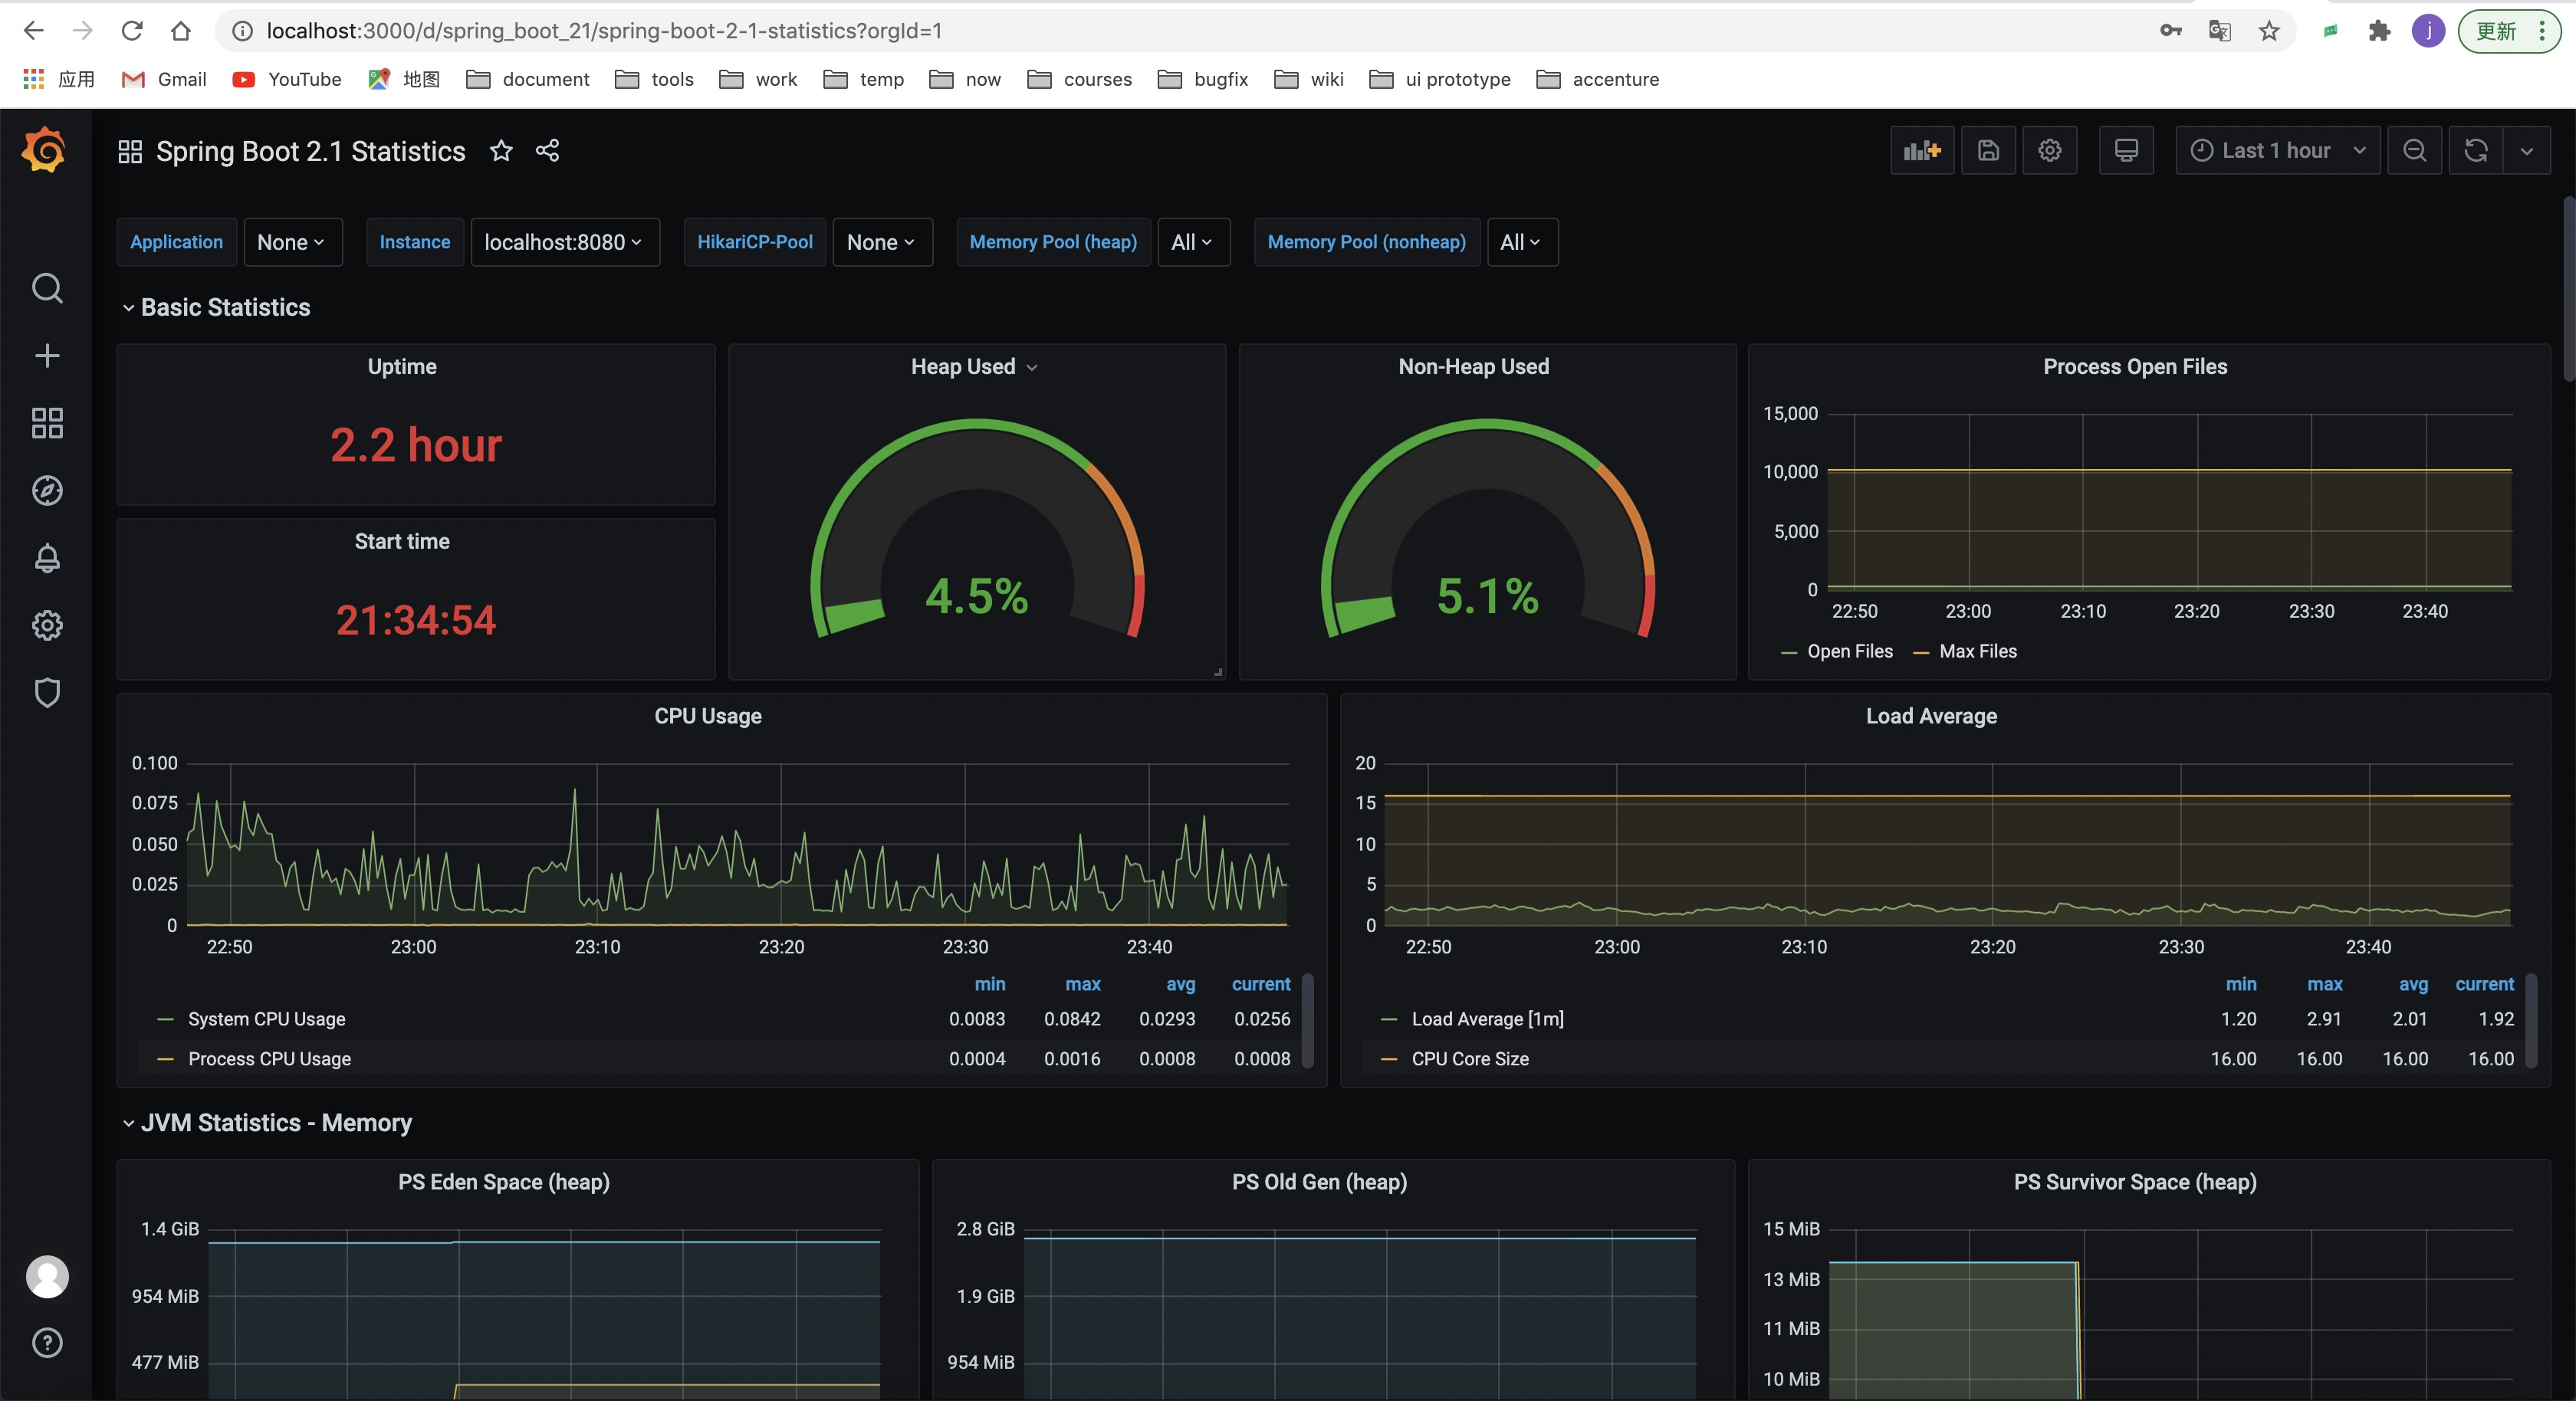 localhost:3000/d/spring_boot_21/spring-boot-2-1-statistics?orgId=1
j
更新
应用 Gmail YouTube 地图 document tools work temp now courses bugfix wiki ui prototype accenture
Spring Boot 2.1 Statistics
Last 1 hour
Application None Instance localhost:8080 HikariCP-Pool None Memory Pool (heap) All Memory Pool (nonheap) All
Basic Statistics
Uptime
2.2 hour
Start time
21:34:54
Heap Used
4.5%
Non-Heap Used
5.1%
Process Open Files
15,000
10,000
5,000
0
22:50 23:00 23:10 23:20 23:30 23:40
Open Files Max Files
CPU Usage
0.100
0.075
0.050
0.025
0
22:50 23:00 23:10 23:20 23:30 23:40
min max avg current
System CPU Usage 0.0083 0.0842 0.0293 0.0256
Process CPU Usage 0.0004 0.0016 0.0008 0.0008
Load Average
20
15
10
5
0
22:50 23:00 23:10 23:20 23:30 23:40
min max avg current
Load Average [1m] 1.20 2.91 2.01 1.92
CPU Core Size 16.00 16.00 16.00 16.00
JVM Statistics - Memory
PS Eden Space (heap)
1.4 GiB
954 MiB
477 MiB
PS Old Gen (heap)
2.8 GiB
1.9 GiB
954 MiB
PS Survivor Space (heap)
15 MiB
13 MiB
11 MiB
10 MiB